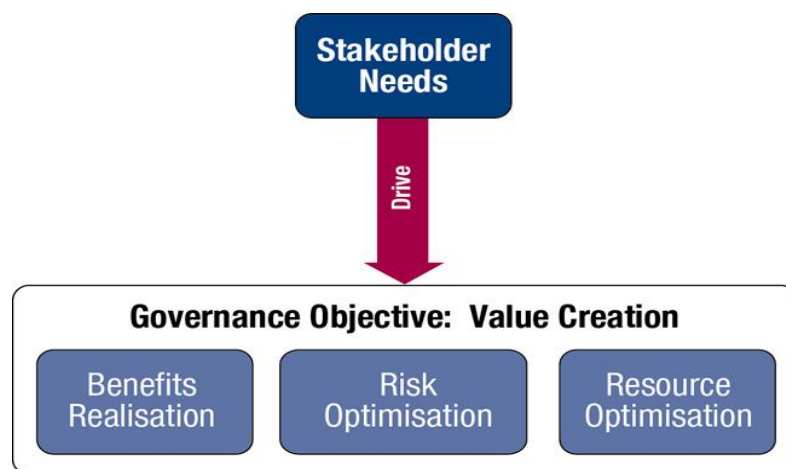 Stakeholder
Needs
Drive
Governance Objective: Value Creation
Benefits
Realisation
Risk
Optimisation
Resource
Optimisation